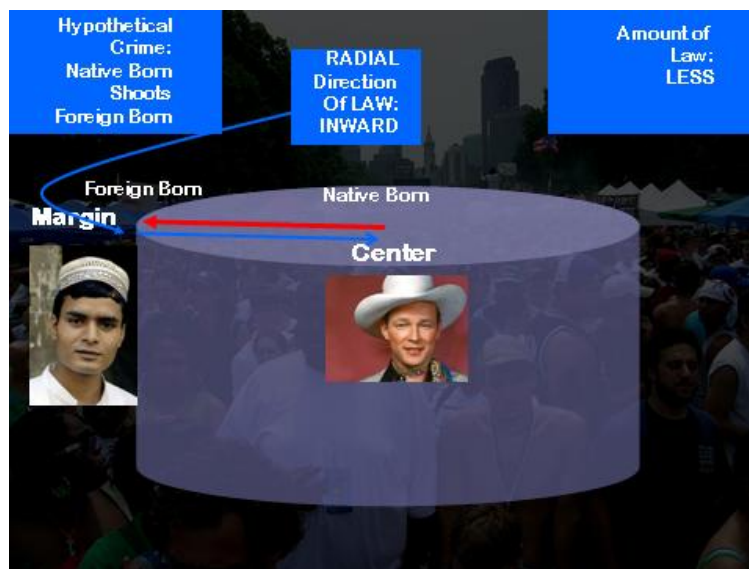 Hypothetical
Crime:
Native Born
Shoots
Foreign Born
RADIAL
Direction
Of LAW:
INWARD
Amount of
Law:
LESS
Foreign Born
Native Born
Margin
Center